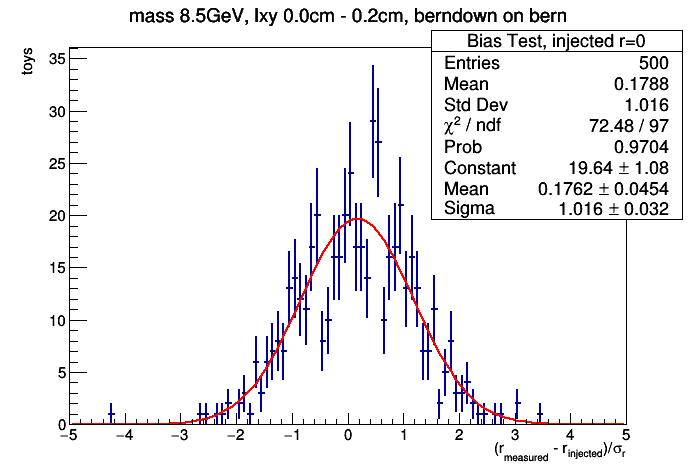 mass 8.5GeV, lxy 0.0cm - 0.2cm, berndown on bern
Bias Test, injected r=0
Entries 500
Mean 0.1788
Std Dev 1.016
χ² / ndf 72.48 / 97
Prob 0.9704
Constant 19.64 ± 1.08
Mean 0.1762 ± 0.0454
Sigma 1.016 ± 0.032
toys
35
30
25
20
15
10
5
0
−5 −4 −3 −2 −1 0 1 2 3 4 5
(r_measured - r_injected)/σ_r